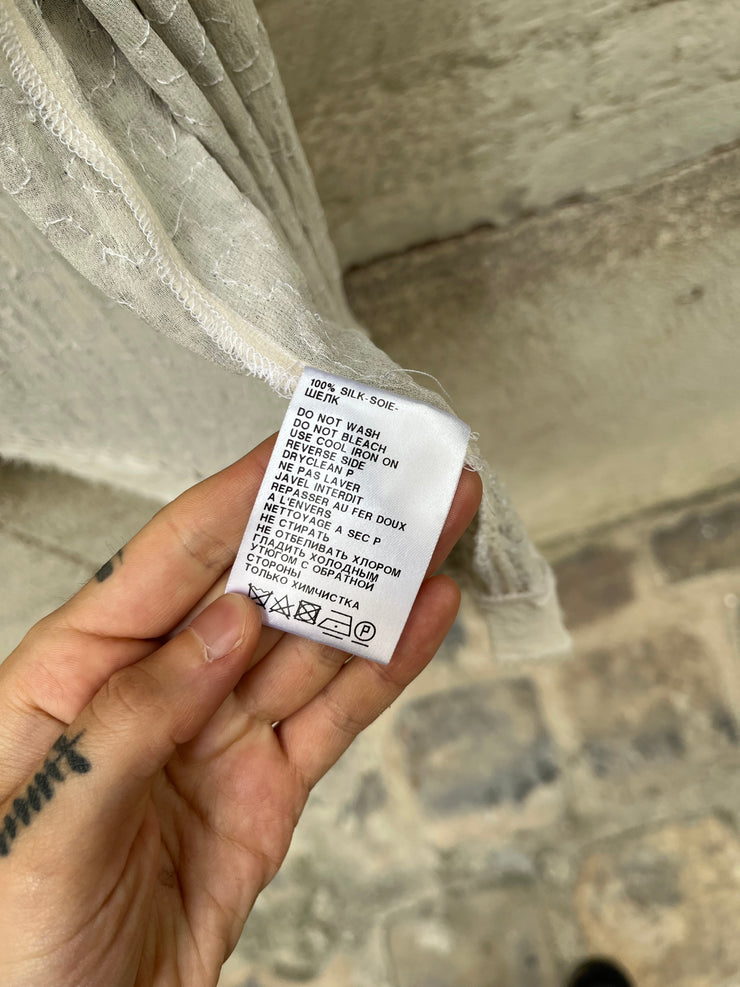 100% SILK-SOIE-
ШЕЛК
DO NOT WASH
DO NOT BLEACH
USE COOL IRON ON
REVERSE SIDE
DRYCLEAN P
NE PAS LAVER
JAVEL INTERDIT
REPASSER AU FER DOUX
A L'ENVERS
NETTOYAGE A SEC P
НЕ СТИРАТЬ
НЕ ОТБЕЛИВАТЬ ХЛОРОМ
ГЛАДИТЬ ХОЛОДНЫМ
УТЮГОМ С ОБРАТНОЙ
СТОРОНЫ
ТОЛЬКО ХИМЧИСТКА
P